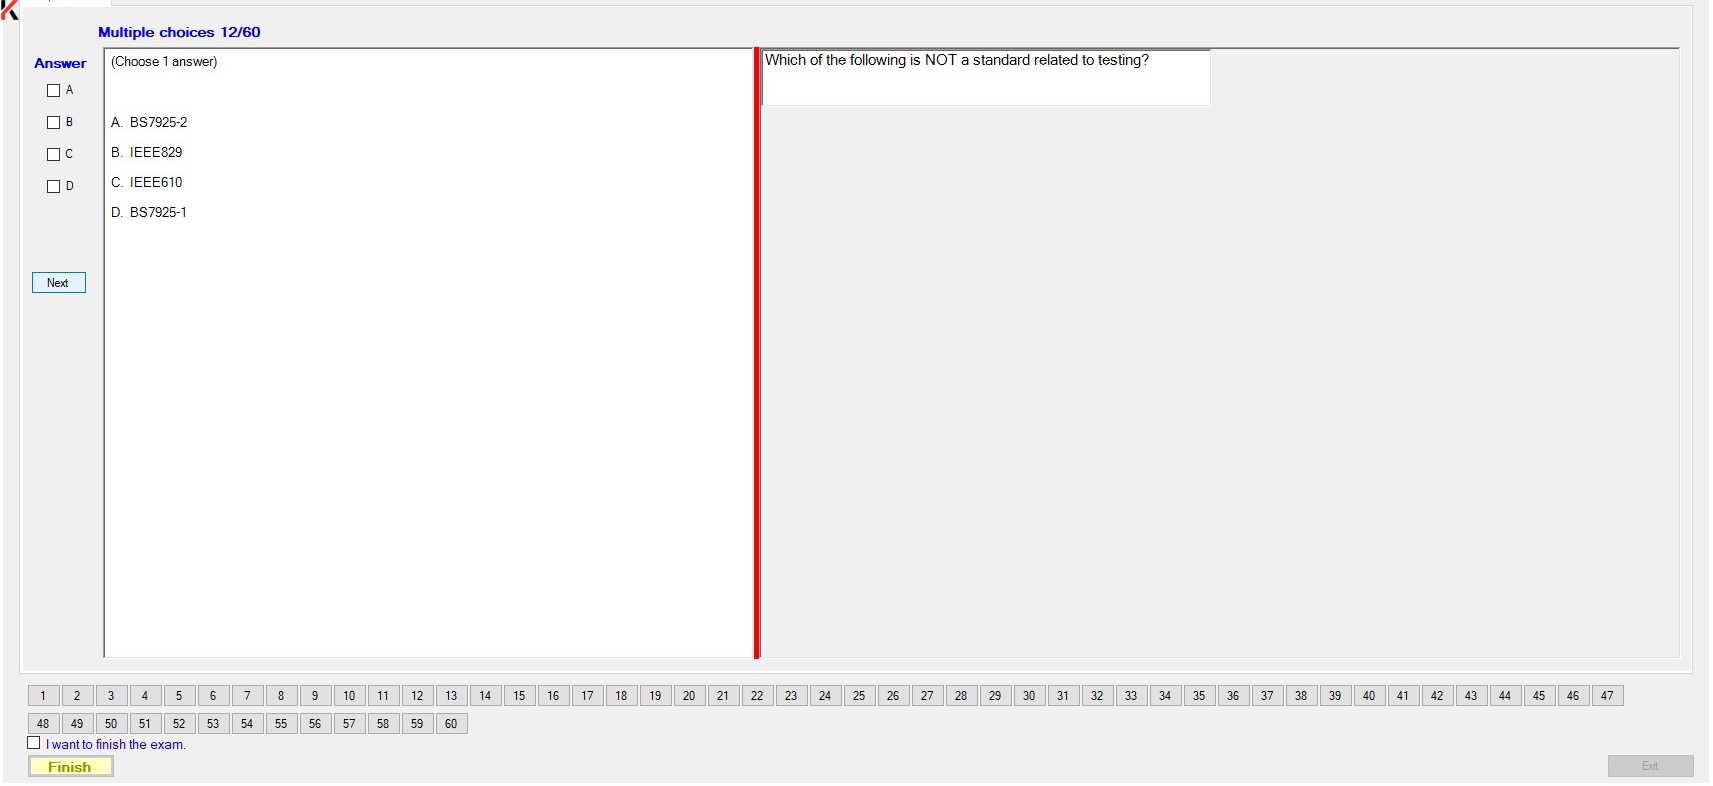 Multiple choices 12/60
Answer
A
B
C
D
Next
(Choose 1 answer)
A. BS7925-2
B. IEEE829
C. IEEE610
D. BS7925-1
Which of the following is NOT a standard related to testing?
1 2 3 4 5 6 7 8 9 10 11 12 13 14 15 16 17 18 19 20 21 22 23 24 25 26 27 28 29 30 31 32 33 34 35 36 37 38 39 40 41 42 43 44 45 46 47
48 49 50 51 52 53 54 55 56 57 58 59 60
I want to finish the exam.
Finish
Exit